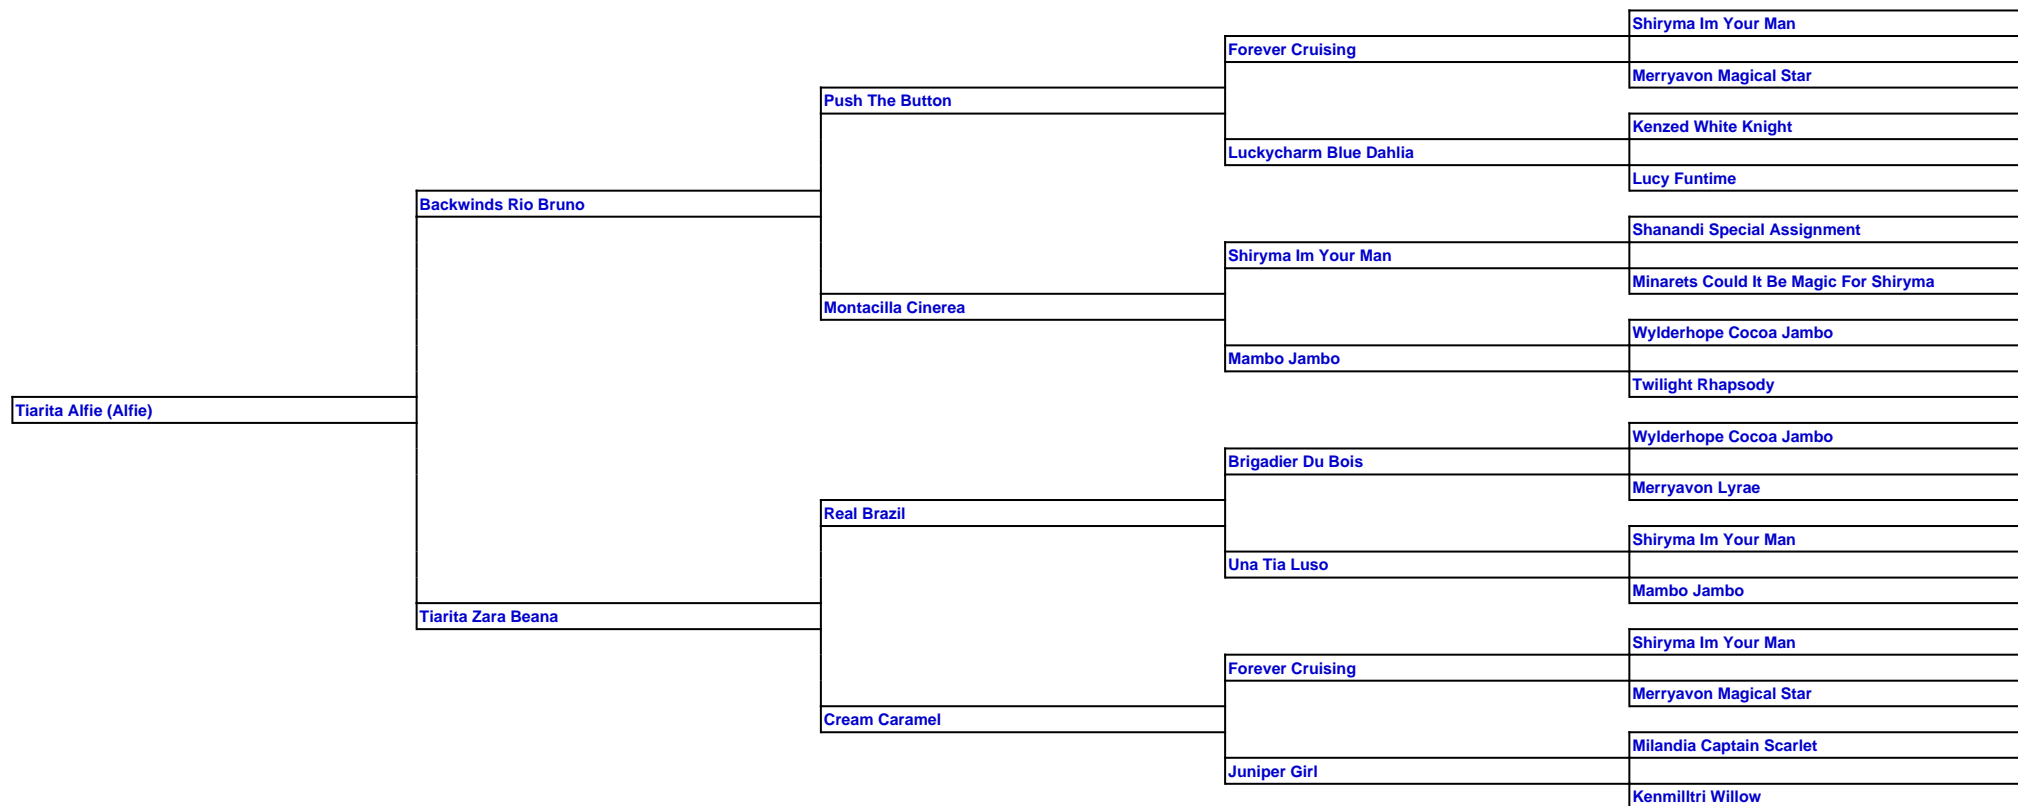 Shiryma Im Your Man
Forever Cruising
Merryavon Magical Star
Push The Button
Kenzed White Knight
Luckycharm Blue Dahlia
Lucy Funtime
Backwinds Rio Bruno
Shanandi Special Assignment
Shiryma Im Your Man
Minarets Could It Be Magic For Shiryma
Montacilla Cinerea
Wylderhope Cocoa Jambo
Mambo Jambo
Twilight Rhapsody
Tiarita Alfie (Alfie)
Wylderhope Cocoa Jambo
Brigadier Du Bois
Merryavon Lyrae
Real Brazil
Shiryma Im Your Man
Una Tia Luso
Mambo Jambo
Tiarita Zara Beana
Shiryma Im Your Man
Forever Cruising
Merryavon Magical Star
Cream Caramel
Milandia Captain Scarlet
Juniper Girl
Kenmilltri Willow